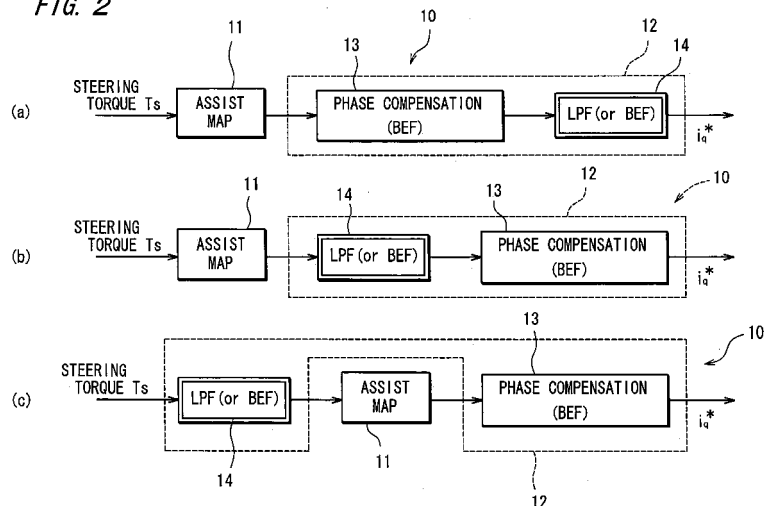 FIG. 2
10
11
13
12
14
(a)
STEERING
TORQUE Ts
ASSIST
MAP
PHASE COMPENSATION
(BEF)
LPF(or BEF)
iq*
11
14
12
13
10
(b)
STEERING
TORQUE Ts
ASSIST
MAP
LPF(or BEF)
PHASE COMPENSATION
(BEF)
iq*
13
10
(c)
STEERING
TORQUE Ts
LPF(or BEF)
ASSIST
MAP
PHASE COMPENSATION
(BEF)
iq*
14
11
12